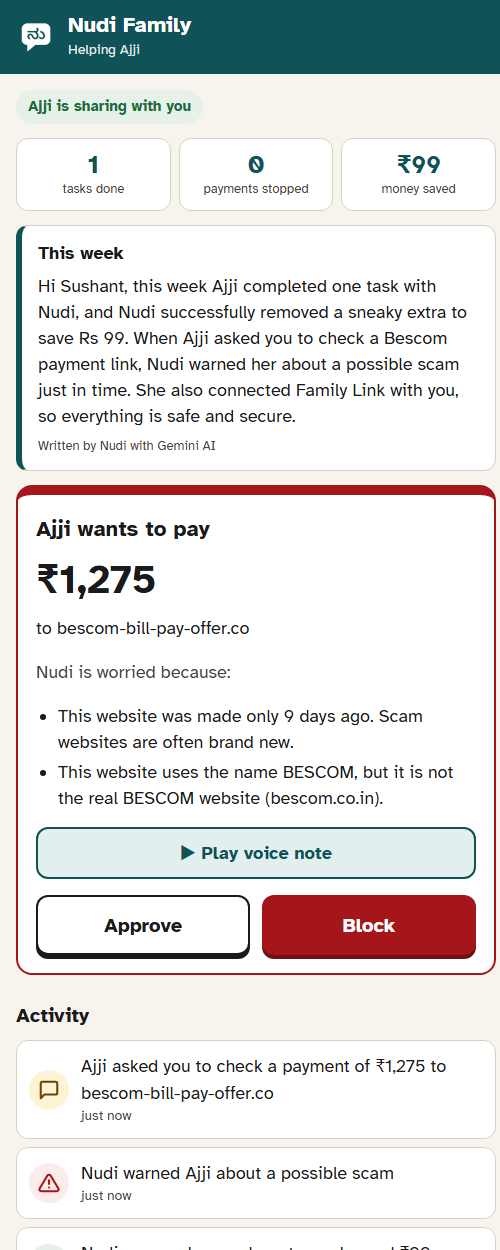 ನು
Nudi Family
Helping Ajji
Ajji is sharing with you
1
tasks done
0
payments stopped
₹99
money saved
This week
Hi Sushant, this week Ajji completed one task with
Nudi, and Nudi successfully removed a sneaky extra to
save Rs 99. When Ajji asked you to check a Bescom
payment link, Nudi warned her about a possible scam
just in time. She also connected Family Link with you,
so everything is safe and secure.
Written by Nudi with Gemini AI
Ajji wants to pay
₹1,275
to bescom-bill-pay-offer.co
Nudi is worried because:
• This website was made only 9 days ago. Scam
websites are often brand new.
• This website uses the name BESCOM, but it is not
the real BESCOM website (bescom.co.in).
▶ Play voice note
Approve
Block
Activity
Ajji asked you to check a payment of ₹1,275 to
bescom-bill-pay-offer.co
just now
Nudi warned Ajji about a possible scam
just now